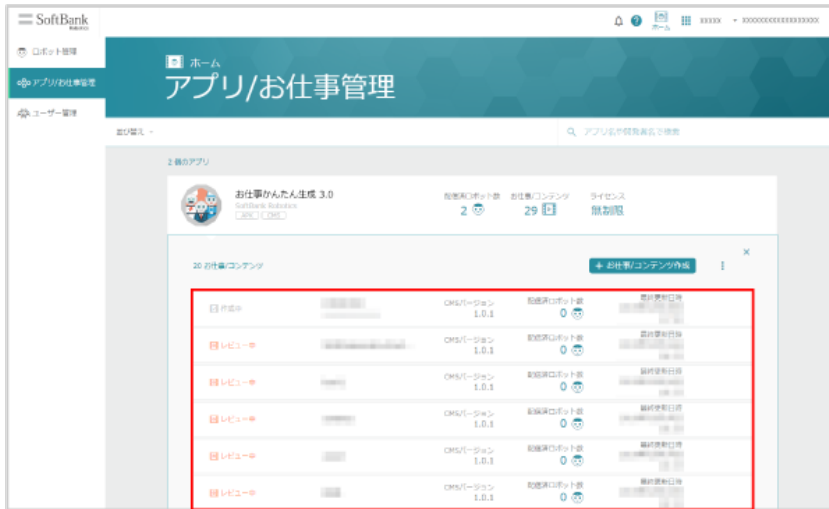 SoftBank
Robotics
ホーム
xxxxx
xxxxxxxxxxxxxxxxxx
ロボット管理
アプリ/お仕事管理
ユーザー管理
ホーム
アプリ/お仕事管理
並び替え
アプリ名や開発者名で検索
2 個のアプリ
お仕事かんたん生成 3.0
SoftBank Robotics
APK CMS
配信済ロボット数 お仕事/コンテンツ ライセンス
2 29 無制限
20 お仕事/コンテンツ
+ お仕事/コンテンツ作成
作成中 CMSバージョン 配信済ロボット数 最終更新日時
1.0.1 0
レビュー中 CMSバージョン 配信済ロボット数 最終更新日時
1.0.1 0
レビュー中 CMSバージョン 配信済ロボット数 最終更新日時
1.0.1 0
レビュー中 CMSバージョン 配信済ロボット数 最終更新日時
1.0.1 0
レビュー中 CMSバージョン 配信済ロボット数 最終更新日時
1.0.1 0
レビュー中 CMSバージョン 配信済ロボット数 最終更新日時
1.0.1 0